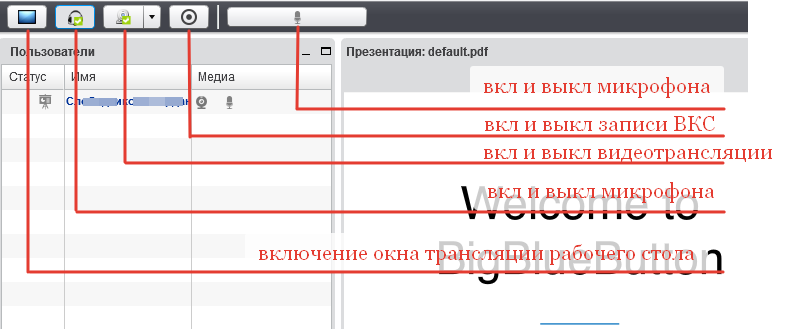 Пользователи
Презентация: default.pdf
Статус Имя Медиа
вкл и выкл микрофона
вкл и выкл записи ВКС
вкл и выкл видеотрансляции
вкл и выкл микрофона
Welcome to
включение окна трансляции рабочего стола
BigBlueButton